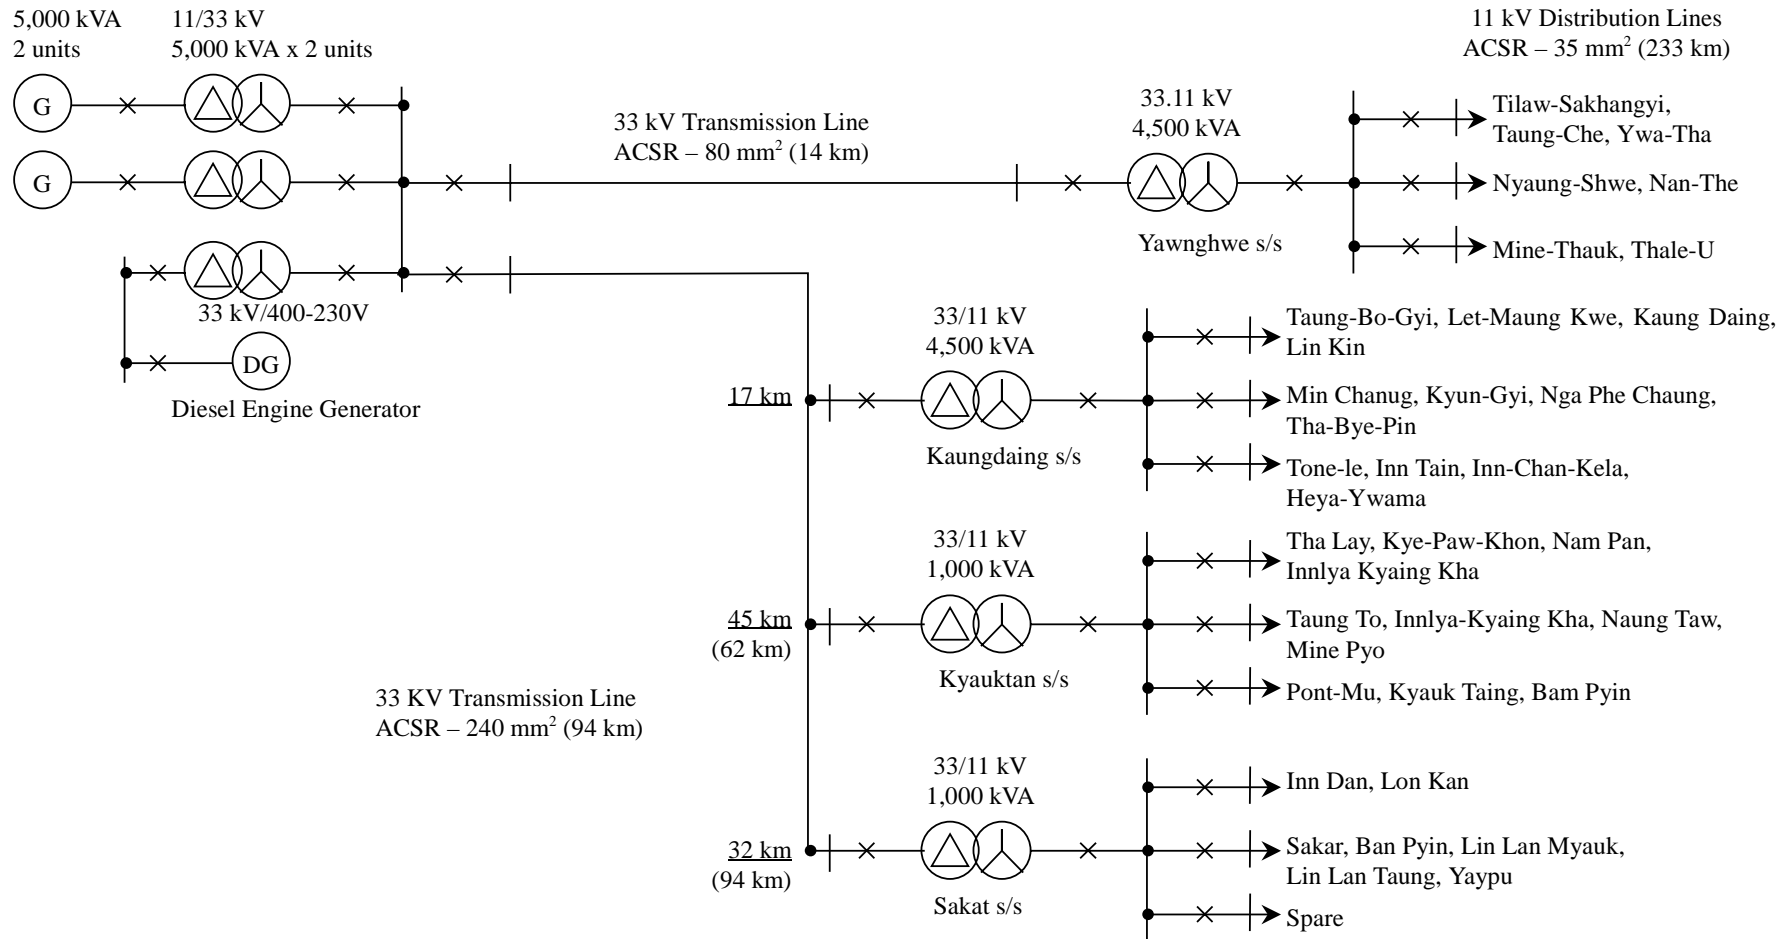 5,000 kVA
2 units
11/33 kV
5,000 kVA x 2 units
11 kV Distribution Lines
ACSR – 35 mm² (233 km)
G
33 kV Transmission Line
ACSR – 80 mm² (14 km)
33.11 kV
4,500 kVA
Tilaw-Sakhangyi,
Taung-Che, Ywa-Tha
G
Nyaung-Shwe, Nan-The
Yawnghwe s/s
Mine-Thauk, Thale-U
33 kV/400-230V
DG
Diesel Engine Generator
33/11 kV
4,500 kVA
Taung-Bo-Gyi, Let-Maung Kwe, Kaung Daing,
Lin Kin
17 km
Min Chanug, Kyun-Gyi, Nga Phe Chaung,
Tha-Bye-Pin
Kaungdaing s/s
Tone-le, Inn Tain, Inn-Chan-Kela,
Heya-Ywama
33/11 kV
1,000 kVA
Tha Lay, Kye-Paw-Khon, Nam Pan,
Innlya Kyaing Kha
45 km
(62 km)
Taung To, Innlya-Kyaing Kha, Naung Taw,
Mine Pyo
Kyauktan s/s
Pont-Mu, Kyauk Taing, Bam Pyin
33 KV Transmission Line
ACSR – 240 mm² (94 km)
33/11 kV
1,000 kVA
Inn Dan, Lon Kan
32 km
(94 km)
Sakar, Ban Pyin, Lin Lan Myauk,
Lin Lan Taung, Yaypu
Sakat s/s
Spare